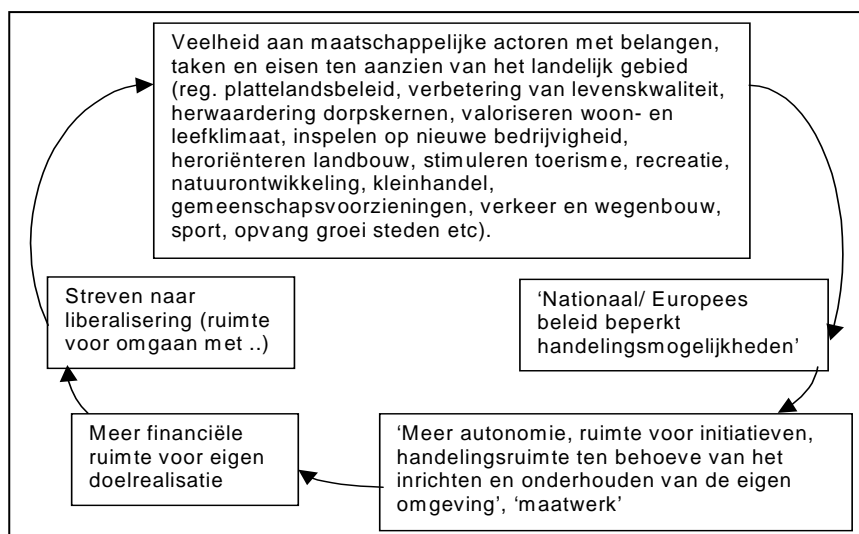 Veelheid aan maatschappelijke actoren met belangen,
taken en eisen ten aanzien van het landelijk gebied
(reg. plattelandsbeleid, verbetering van levenskwaliteit,
herwaardering dorpskernen, valoriseren woon- en
leefklimaat, inspelen op nieuwe bedrijvigheid,
heroriënteren landbouw, stimuleren toerisme, recreatie,
natuurontwikkeling, kleinhandel,
gemeenschapsvoorzieningen, verkeer en wegenbouw,
sport, opvang groei steden etc).
‘Nationaal/ Europees
beleid beperkt
handelingsmogelijkheden’
‘Meer autonomie, ruimte voor initiatieven,
handelingsruimte ten behoeve van het
inrichten en onderhouden van de eigen
omgeving’, ‘maatwerk’
Meer financiële
ruimte voor eigen
doelrealisatie
Streven naar
liberalisering (ruimte
voor omgaan met ..)